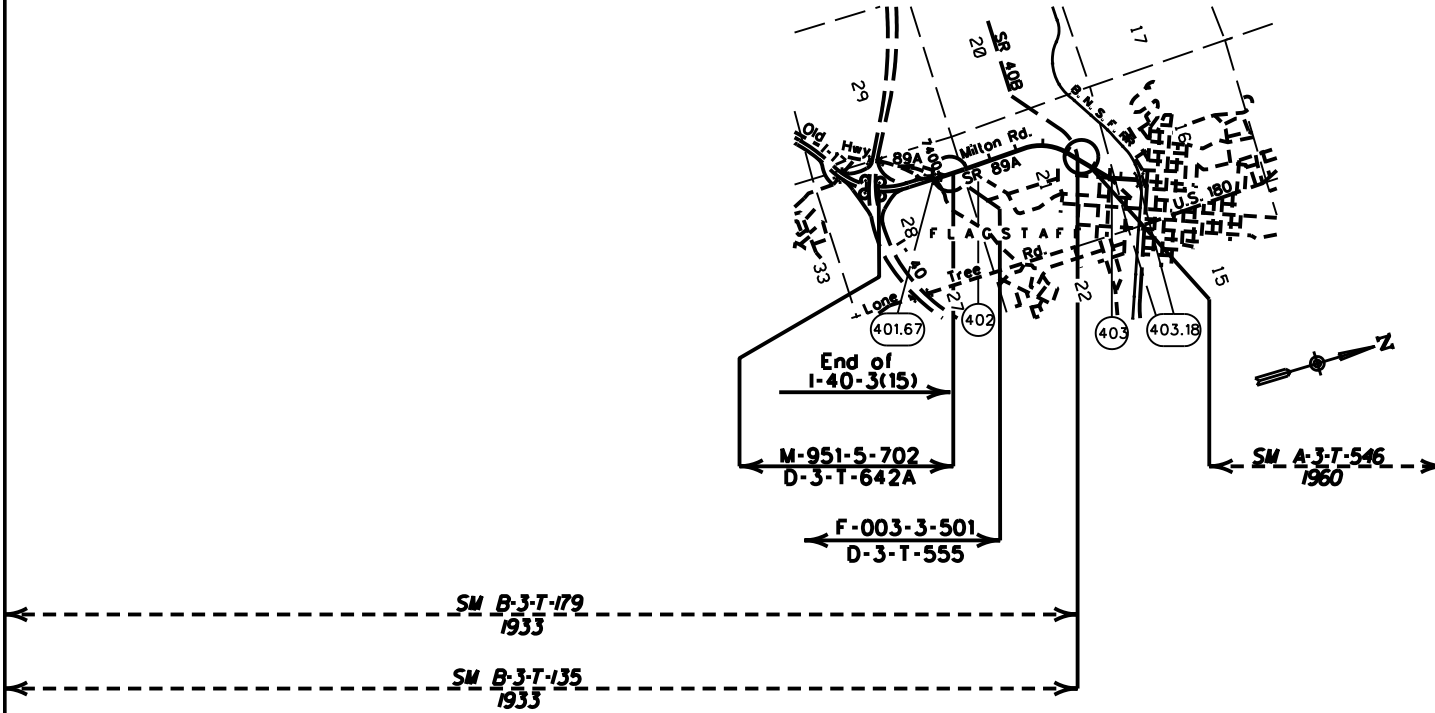 17
20
SR 40B
29
B. N. S. F.
16
Old
I-17
Hwy.
89A
Milton Rd.
SR 89A
21
U.S. 180
28
FLAGSTAFF
33
40
Lone Tree Rd.
27
22
15
401.67
402
403
403.18
N
End of
I-40-3(15)
M-951-5-702
D-3-T-642A
SM A-3-T-546
1960
F-003-3-501
D-3-T-555
SM B-3-T-179
1933
SM B-3-T-135
1933